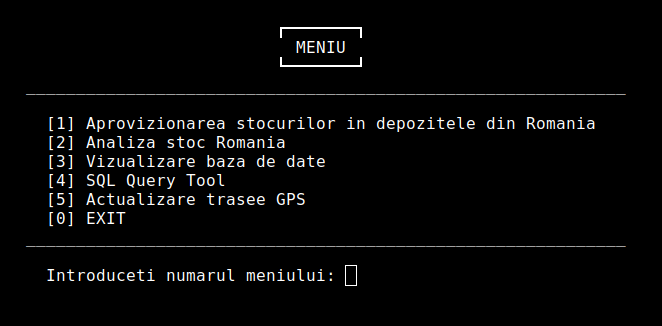 MENIU
[1] Aprovizionarea stocurilor in depozitele din Romania
[2] Analiza stoc Romania
[3] Vizualizare baza de date
[4] SQL Query Tool
[5] Actualizare trasee GPS
[0] EXIT
Introduceti numarul meniului: